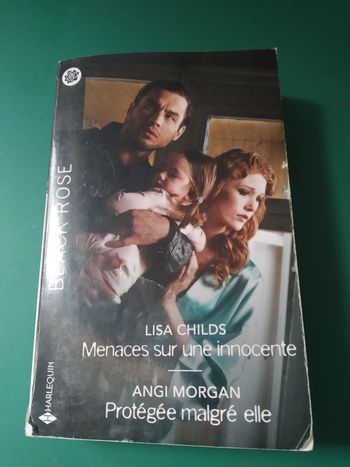 BLACK ROSE
LISA CHILDS
Menaces sur une innocente
ANGI MORGAN
Protégée malgré elle
HARLEQUIN